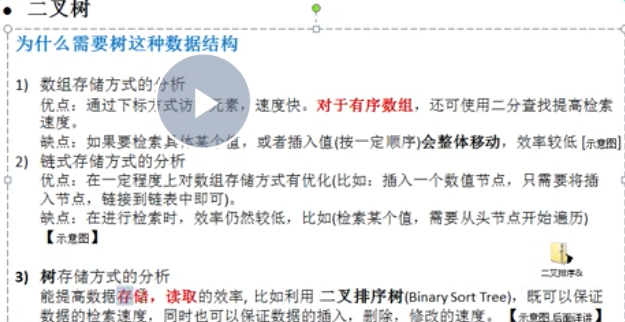 ● 二叉树
为什么需要树这种数据结构
1) 数组存储方式的分析
优点：通过下标方式访 元素，速度快。对于有序数组，还可使用二分查找提高检索
速度。
缺点：如果要检索具体某个值，或者插入值(按一定顺序)会整体移动，效率较低 [示意图]
2) 链式存储方式的分析
优点：在一定程度上对数组存储方式有优化(比如：插入一个数值节点，只需要将插
入节点，链接到链表中即可)。
缺点：在进行检索时，效率仍然较低，比如(检索某个值，需要从头节点开始遍历)
【示意图】
二叉排序&
3) 树存储方式的分析
能提高数据存储，读取的效率, 比如利用 二叉排序树(Binary Sort Tree)，既可以保证
数据的检索速度，同时也可以保证数据的插入，删除，修改的速度。【示意图,后面详讲】